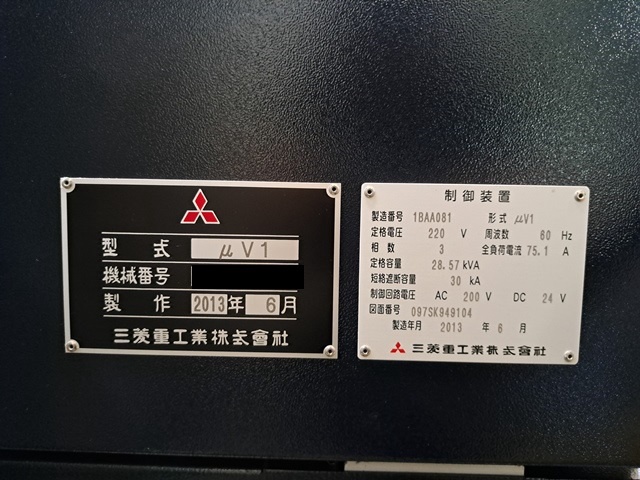 型式 μV1
機械番号
製作 2013年 6月
三菱重工業株式會社
制御装置
製造番号 1BAA081 形式 μV1
定格電圧 220 V 周波数 60 Hz
相数 3 全負荷電流 75.1 A
定格容量 28.57 kVA
短絡遮断容量 30 kA
制御回路電圧 AC 200 V DC 24 V
図面番号 097SK949104
製造年月 2013 年 6 月
三菱重工業株式會社